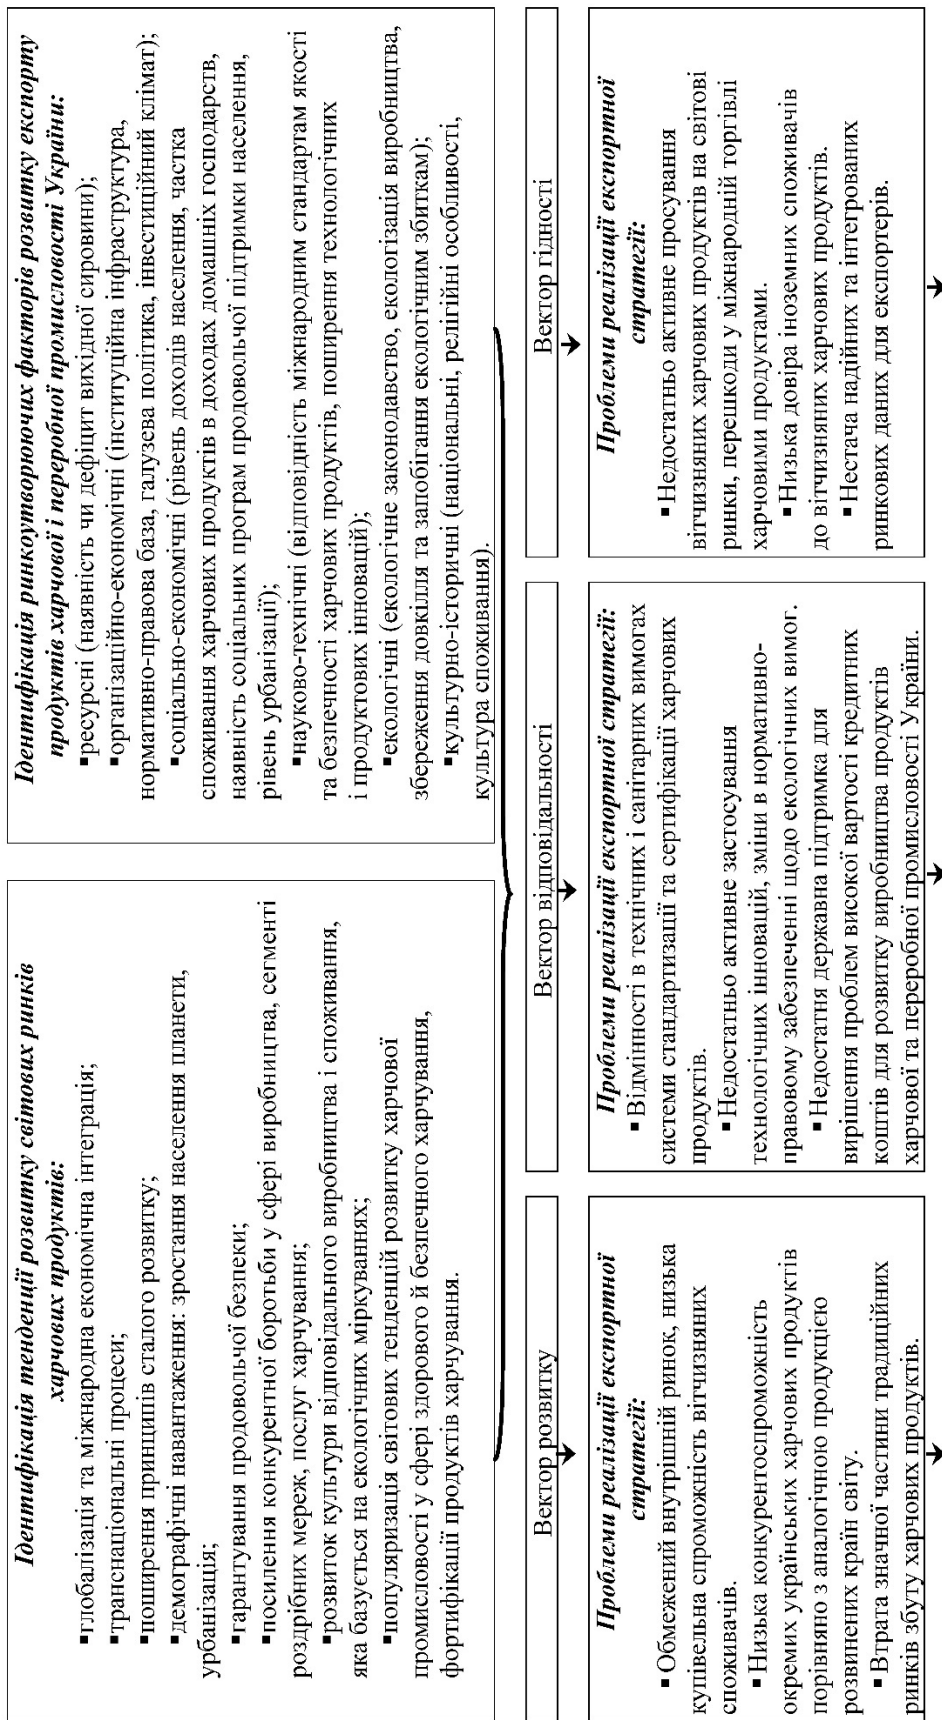 Ідентифікація тенденцій розвитку світових ринків
харчових продуктів:
▪глобалізація та міжнародна економічна інтеграція;
▪транснаціональні процеси;
▪поширення принципів сталого розвитку;
▪демографічні навантаження: зростання населення планети,
урбанізація;
▪гарантування продовольчої безпеки;
▪посилення конкурентної боротьби у сфері виробництва, сегменті
роздрібних мереж, послуг харчування;
▪розвиток культури відповідального виробництва і споживання,
яка базується на екологічних міркуваннях;
▪популяризація світових тенденцій розвитку харчової
промисловості у сфері здорового й безпечного харчування,
фортифікації продуктів харчування.
Ідентифікація ринкоутворюючих факторів розвитку експорту
продуктів харчової і переробної промисловості України:
▪ресурсні (наявність чи дефіцит вихідної сировини);
▪організаційно-економічні (інституційна інфраструктура,
нормативно-правова база, галузева політика, інвестиційний клімат);
▪соціально-економічні (рівень доходів населення, частка
споживання харчових продуктів в доходах домашніх господарств,
наявність соціальних програм продовольчої підтримки населення,
рівень урбанізації);
▪науково-технічні (відповідність міжнародним стандартам якості
та безпечності харчових продуктів, поширення технологічних
і продуктових інновацій);
▪екологічні (екологічне законодавство, екологізація виробництва,
збереження довкілля та запобігання екологічним збиткам);
▪культурно-історичні (національні, релігійні особливості,
культура споживання).
Вектор розвитку
Вектор відповідальності
Вектор гідності
Проблеми реалізації експортної
стратегії:
▪ Обмежений внутрішній ринок, низька
купівельна спроможність вітчизняних
споживачів.
▪ Низька конкурентоспроможність
окремих українських харчових продуктів
порівняно з аналогічною продукцією
розвинених країн світу.
▪ Втрата значної частини традиційних
ринків збуту харчових продуктів.
Проблеми реалізації експортної стратегії:
▪ Відмінності в технічних і санітарних вимогах
системи стандартизації та сертифікації харчових
продуктів.
▪ Недостатньо активне застосування
технологічних інновацій, зміни в нормативно-
правовому забезпеченні щодо екологічних вимог.
▪ Недостатня державна підтримка для
вирішення проблем високої вартості кредитних
коштів для розвитку виробництва продуктів
харчової та переробної промисловості України.
Проблеми реалізації експортної
стратегії:
▪ Недостатньо активне просування
вітчизняних харчових продуктів на світові
ринки, перешкоди у міжнародній торгівлі
харчовими продуктами.
▪ Низька довіра іноземних споживачів
до вітчизняних харчових продуктів.
▪ Нестача надійних та інтегрованих
ринкових даних для експортерів.